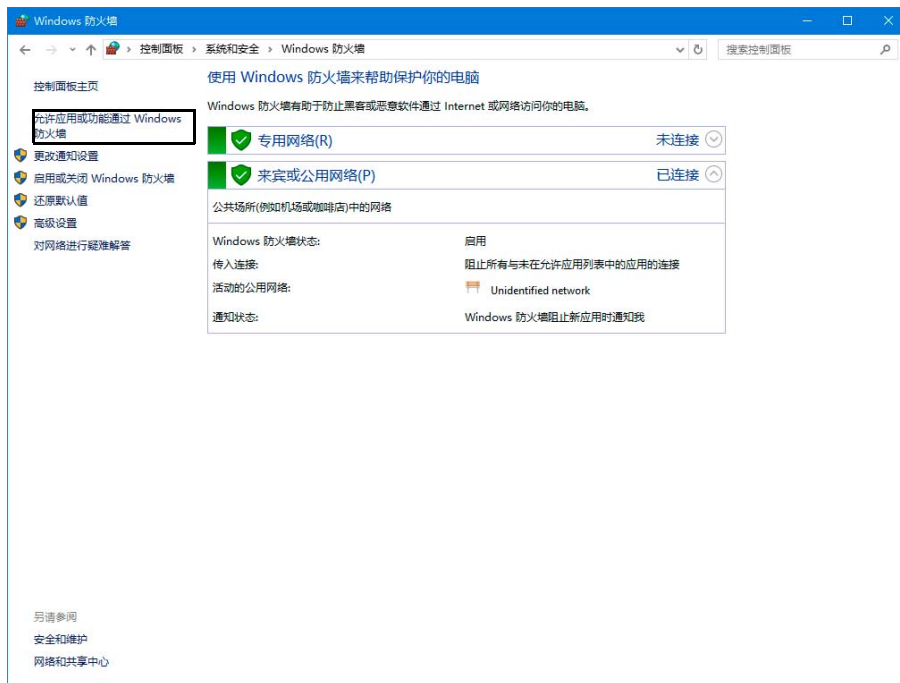 Windows 防火墙
控制面板 › 系统和安全 › Windows 防火墙
搜索控制面板
控制面板主页
允许应用或功能通过 Windows
防火墙
更改通知设置
启用或关闭 Windows 防火墙
还原默认值
高级设置
对网络进行疑难解答
使用 Windows 防火墙来帮助保护你的电脑
Windows 防火墙有助于防止黑客或恶意软件通过 Internet 或网络访问你的电脑。
专用网络(R) 未连接
来宾或公用网络(P) 已连接
公共场所(例如机场或咖啡店)中的网络
Windows 防火墙状态: 启用
传入连接: 阻止所有与未在允许应用列表中的应用的连接
活动的公用网络: Unidentified network
通知状态: Windows 防火墙阻止新应用时通知我
另请参阅
安全和维护
网络和共享中心